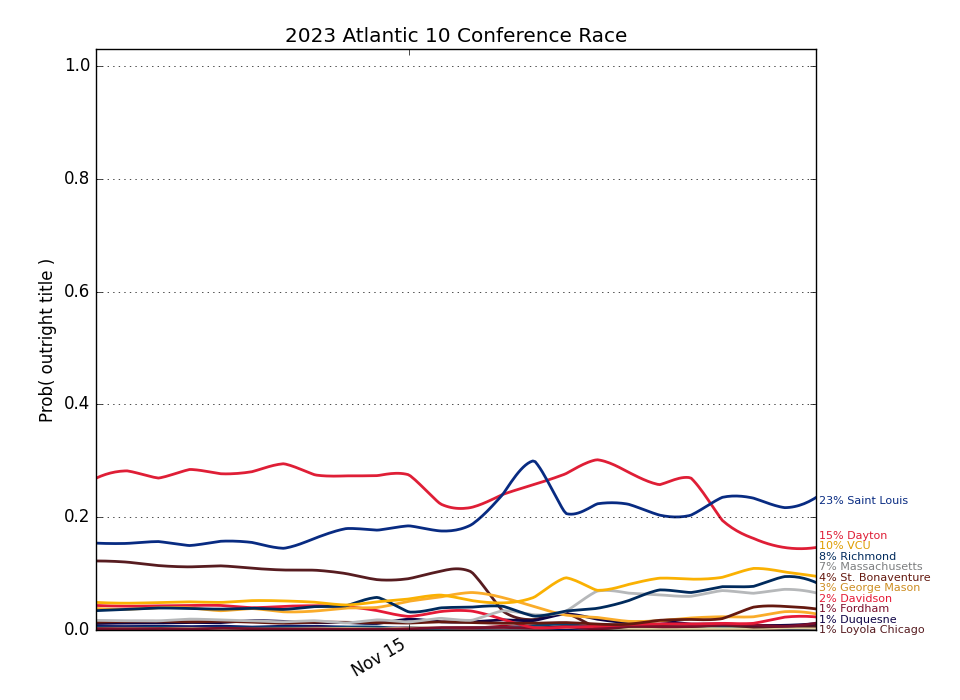 2023 Atlantic 10 Conference Race
Prob( outright title )
1.0
0.8
0.6
0.4
0.2
0.0
Nov 15
23% Saint Louis
15% Dayton
10% VCU
8% Richmond
7% Massachusetts
4% St. Bonaventure
3% George Mason
2% Davidson
1% Fordham
1% Duquesne
1% Loyola Chicago